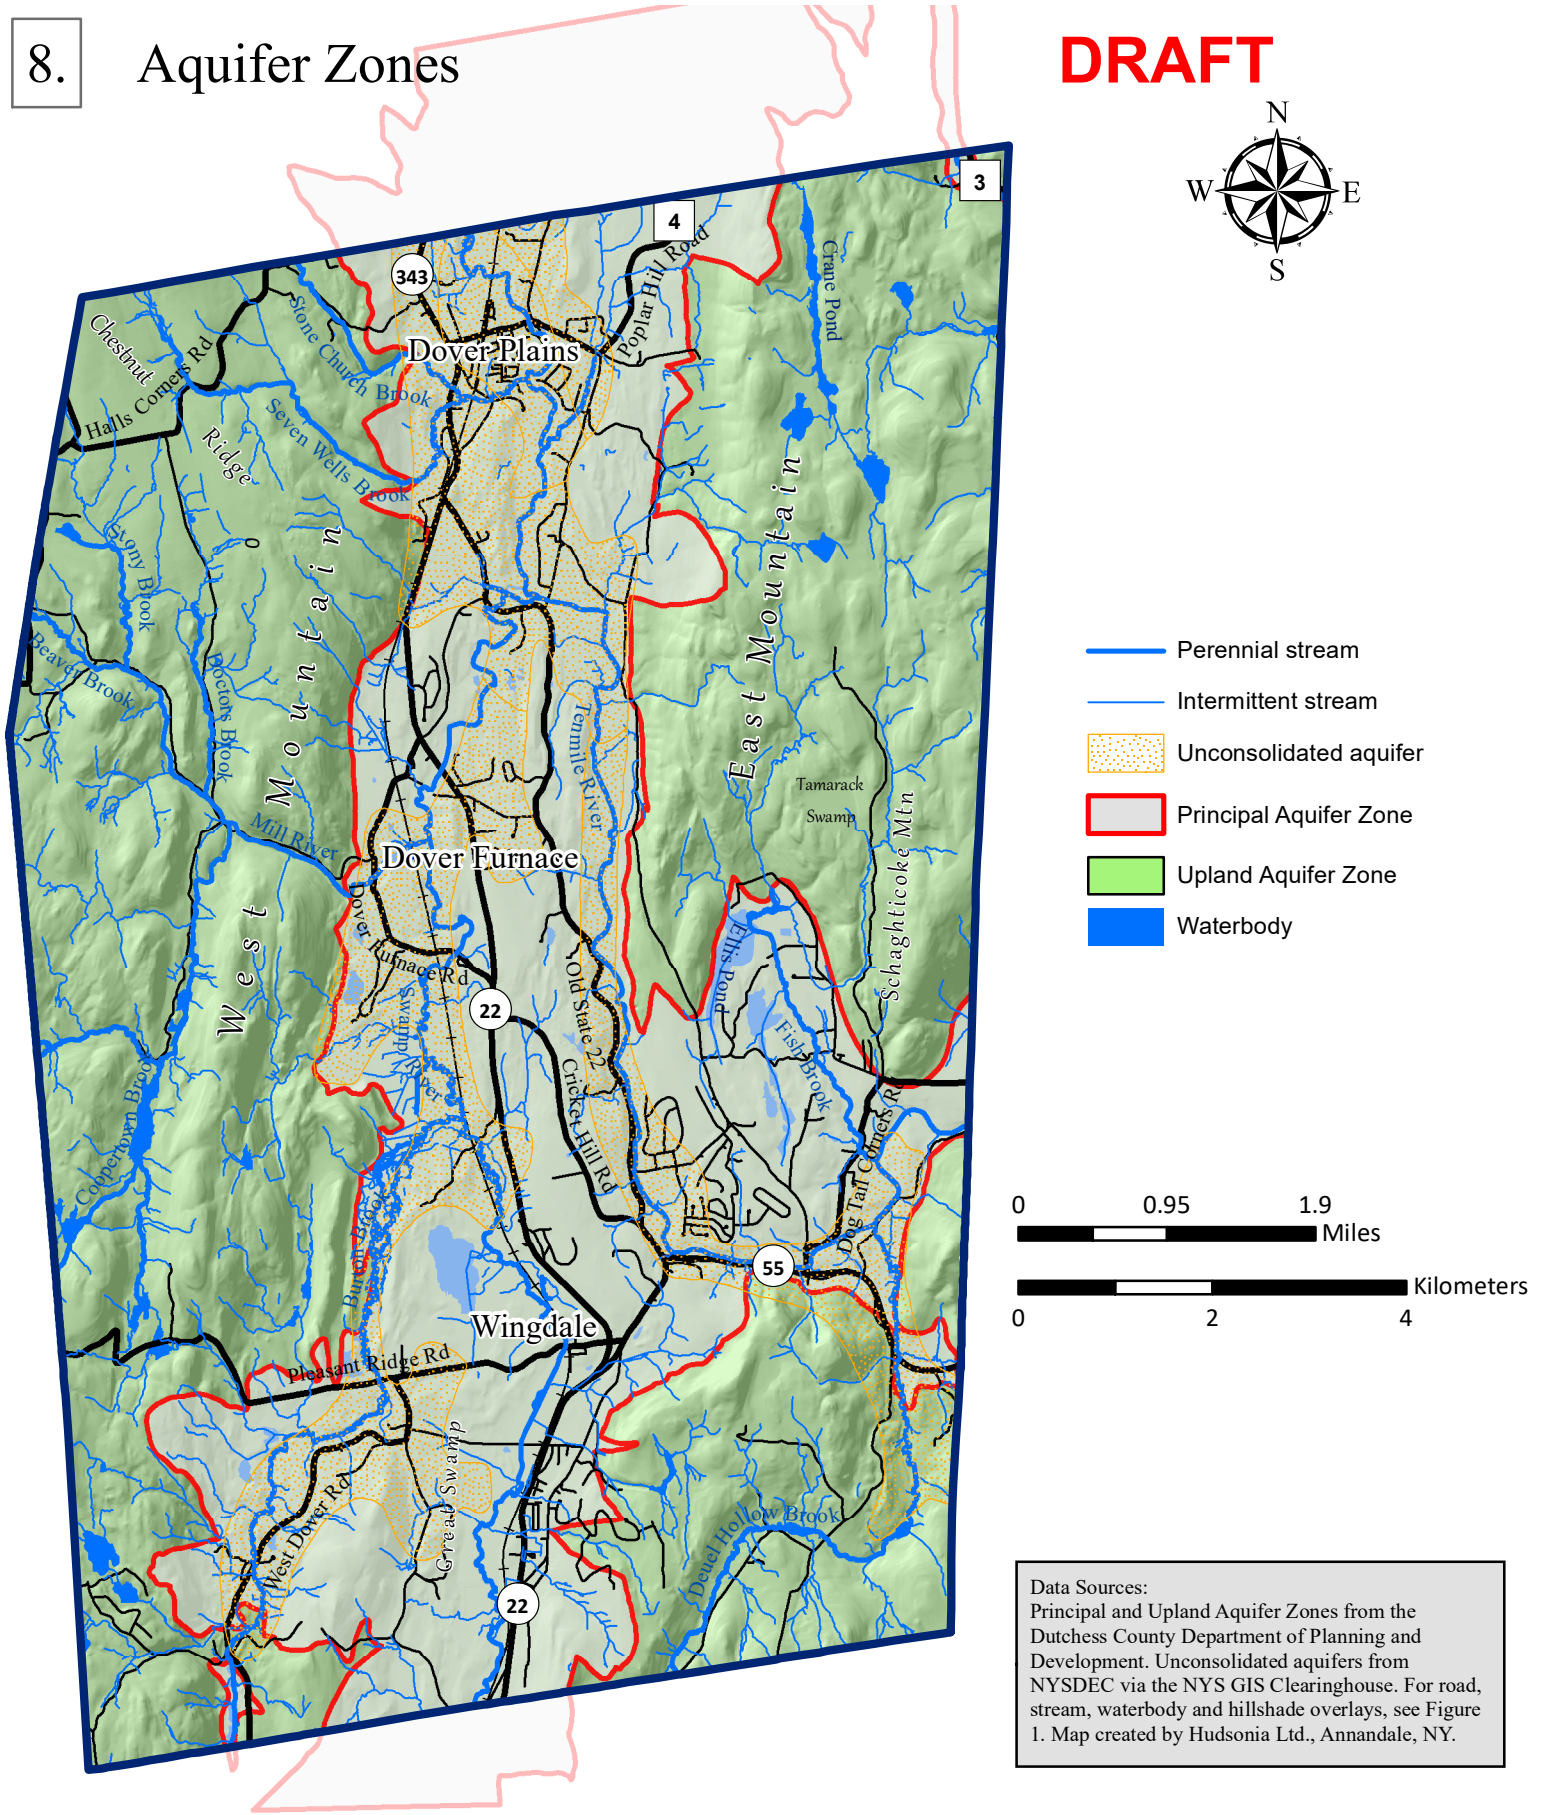 8. Aquifer Zones
DRAFT
N
W E
S
3
4
343
Poplar Hill Road
Crane Pond
Chestnut
Ridge
Halls Corners Rd
Stone Church Brook
Dover Plains
Seven Wells Brook
Stony Brook
Beaver Brook
Doctors Brook
West Mountain
East Mountain
Tenmile River
Tamarack
Swamp
Schaghticoke Mtn
Mill River
Dover Furnace
Dover Furnace Rd
Swamp River
22
Old State 22
Ellis Pond
Fish Brook
Cricket Hill Rd
Coopertown Brook
Burton Brook
Dog Tail Corners Rd
55
Wingdale
Pleasant Ridge Rd
Great Swamp
West Dover Rd
Deuel Hollow Brook
22
Perennial stream
Intermittent stream
Unconsolidated aquifer
Principal Aquifer Zone
Upland Aquifer Zone
Waterbody
0 0.95 1.9
Miles
Kilometers
0 2 4
Data Sources:
Principal and Upland Aquifer Zones from the
Dutchess County Department of Planning and
Development. Unconsolidated aquifers from
NYSDEC via the NYS GIS Clearinghouse. For road,
stream, waterbody and hillshade overlays, see Figure
1. Map created by Hudsonia Ltd., Annandale, NY.